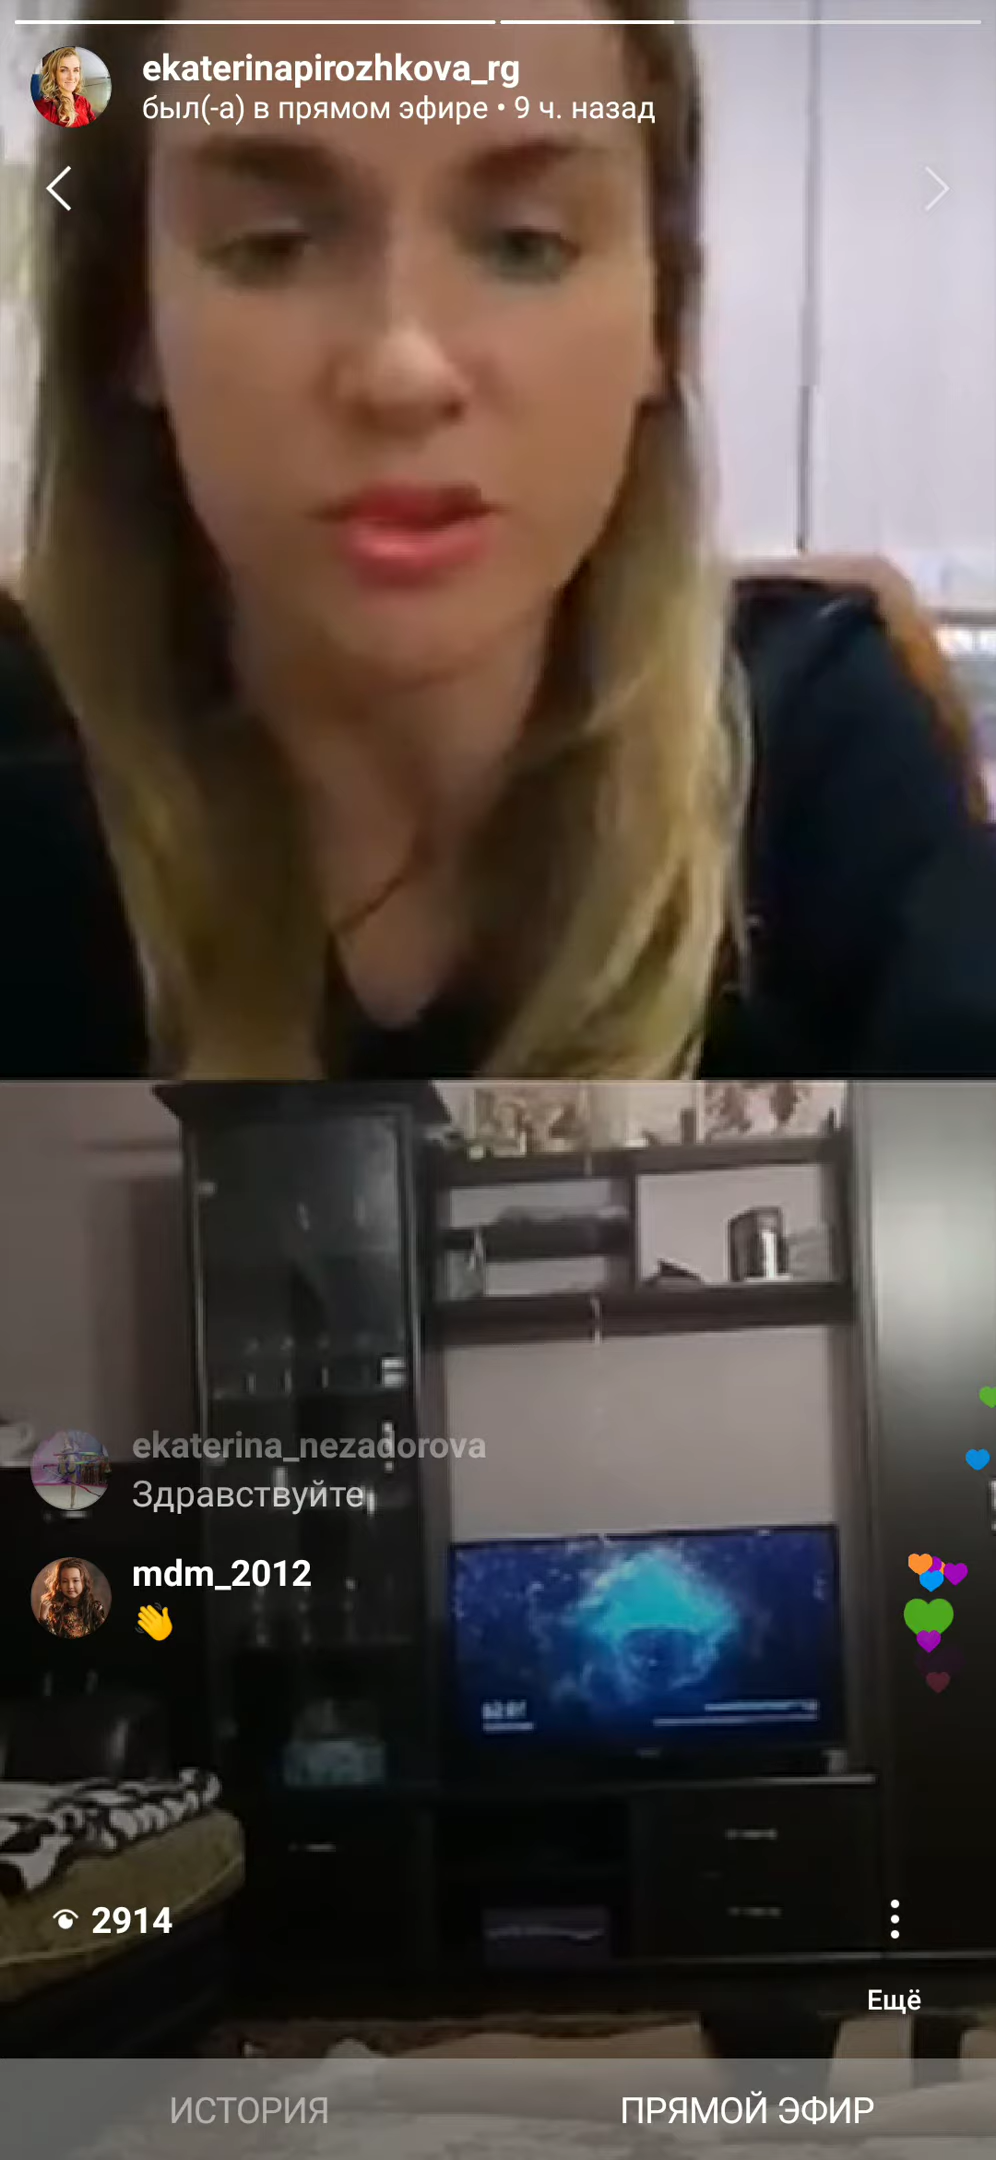 ekaterinapirozhkova_rg
был(-а) в прямом эфире • 9 ч. назад
ekaterina_nezadorova
Здравствуйте
mdm_2012
👋
2914
Ещё
ИСТОРИЯ
ПРЯМОЙ ЭФИР